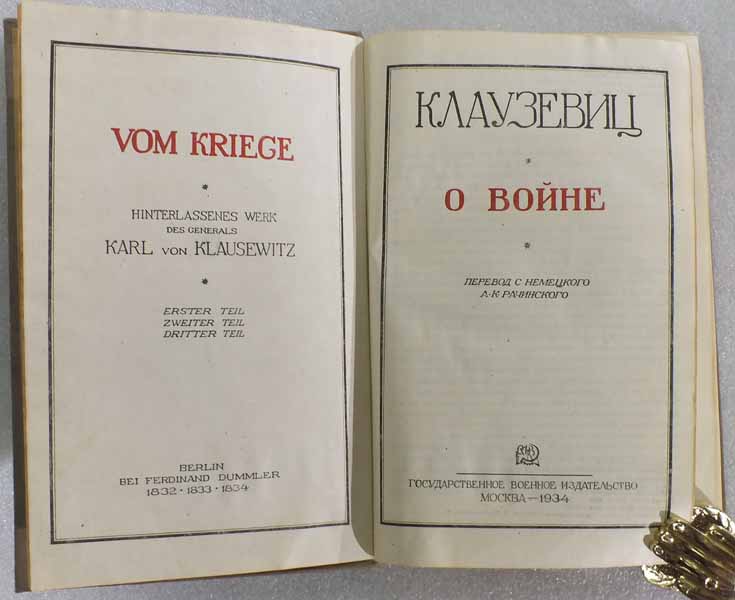 VOM KRIEGE
*
HINTERLASSENES WERK
DES GENERALS
KARL VON KLAUSEWITZ
*
ERSTER TEIL
ZWEITER TEIL
DRITTER TEIL
BERLIN
BEI FERDINAND DUMMLER
1832 · 1833 · 1834
КЛАУЗЕВИЦ
*
О ВОЙНЕ
*
ПЕРЕВОД С НЕМЕЦКОГО
А·К·РАЧИНСКОГО
ГОСУДАРСТВЕННОЕ ВОЕННОЕ ИЗДАТЕЛЬСТВО
МОСКВА—1934